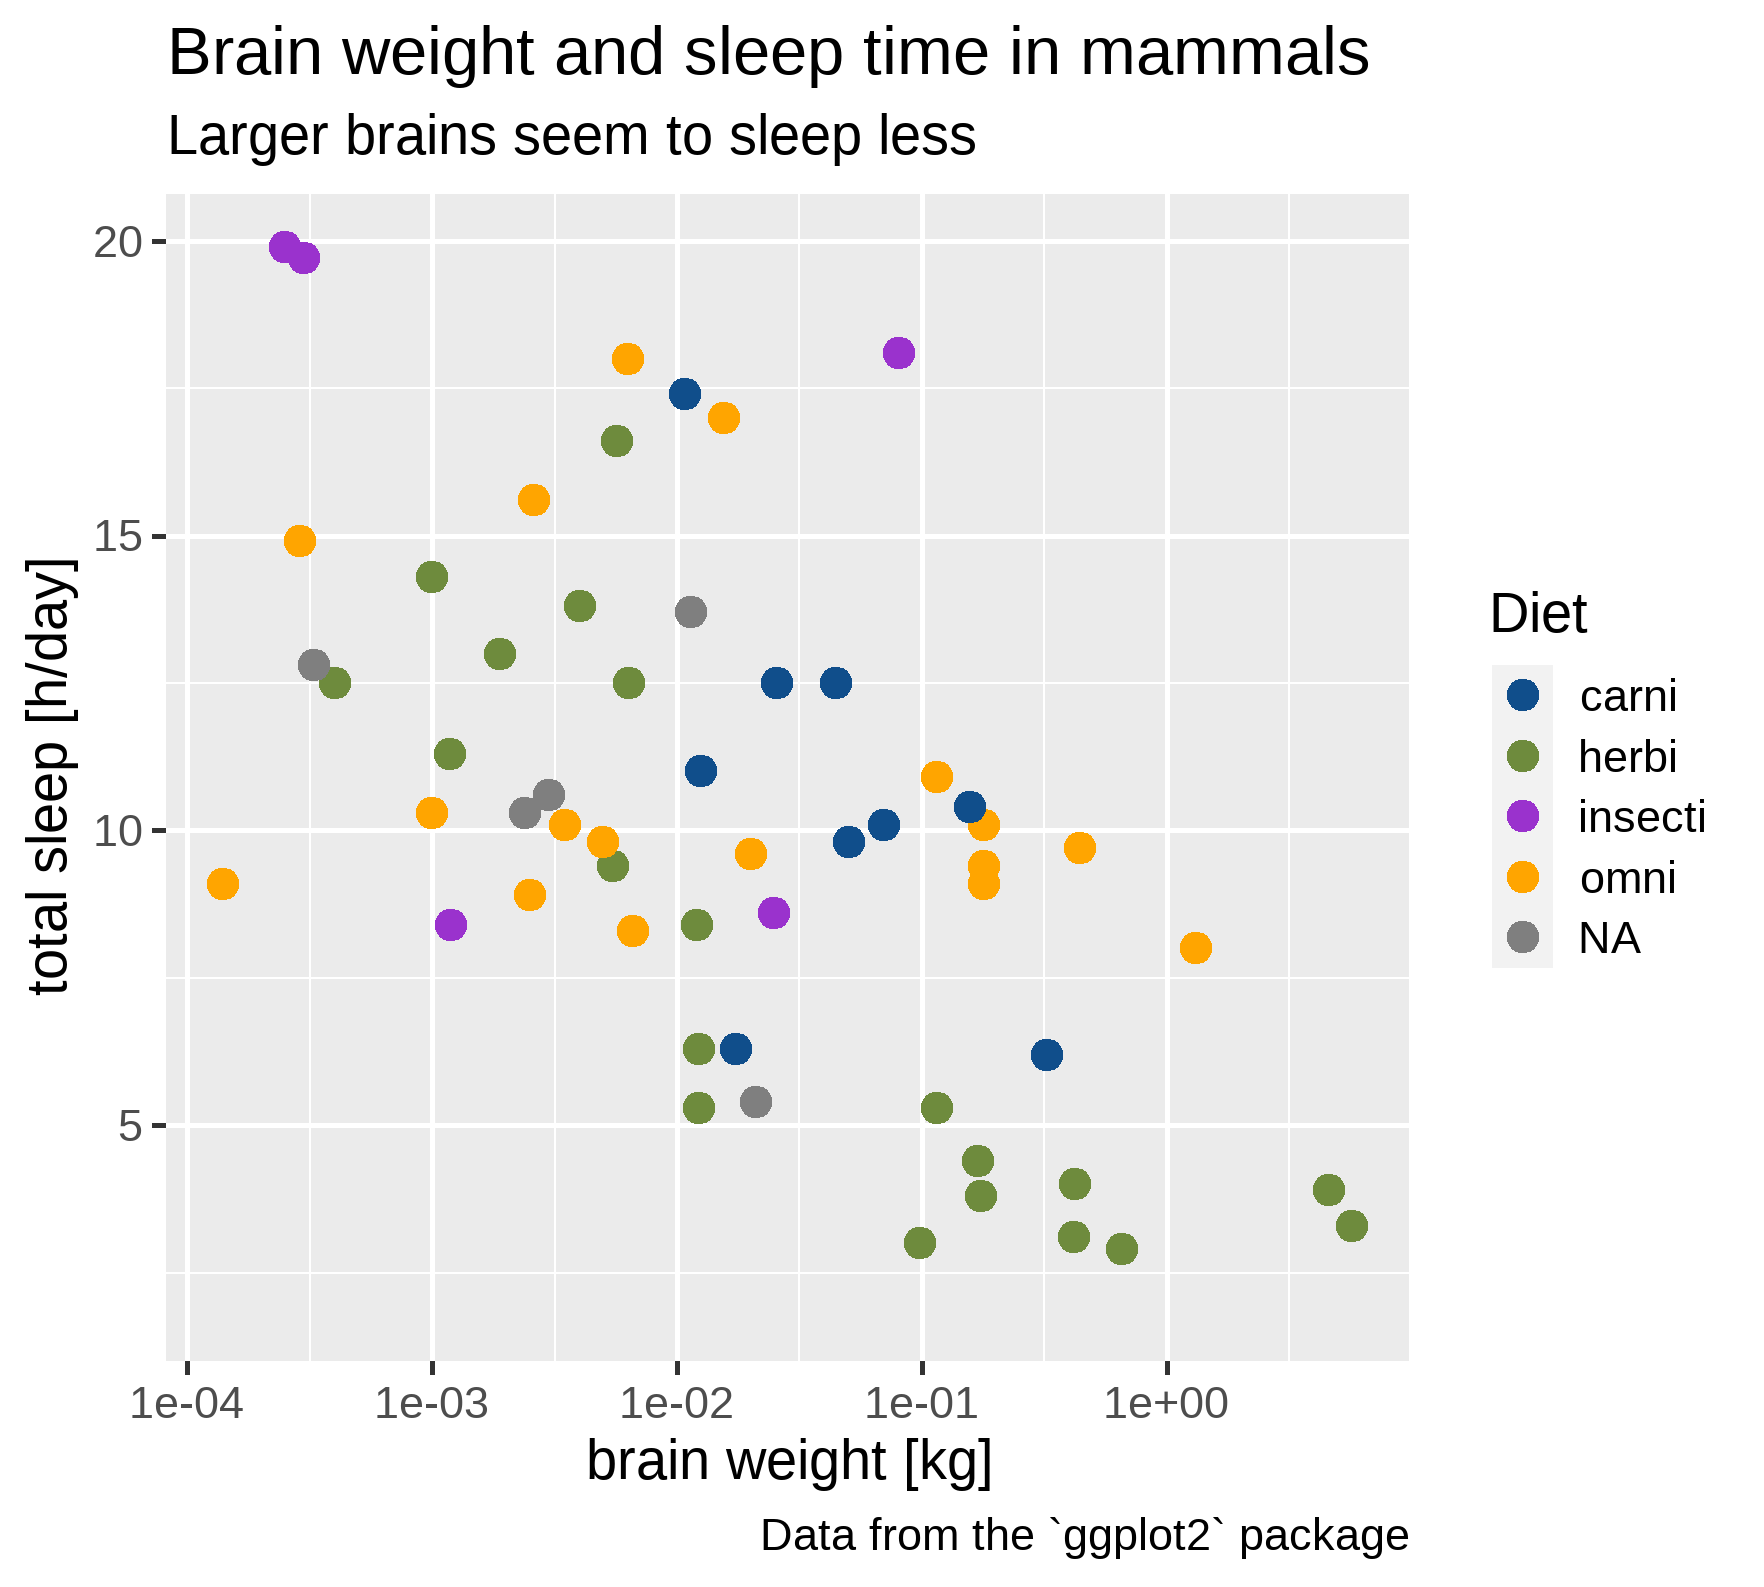 Brain weight and sleep time in mammals
Larger brains seem to sleep less
20
15
10
5
total sleep [h/day]
1e-04 1e-03 1e-02 1e-01 1e+00
brain weight [kg]
Diet
carni
herbi
insecti
omni
NA
Data from the `ggplot2` package